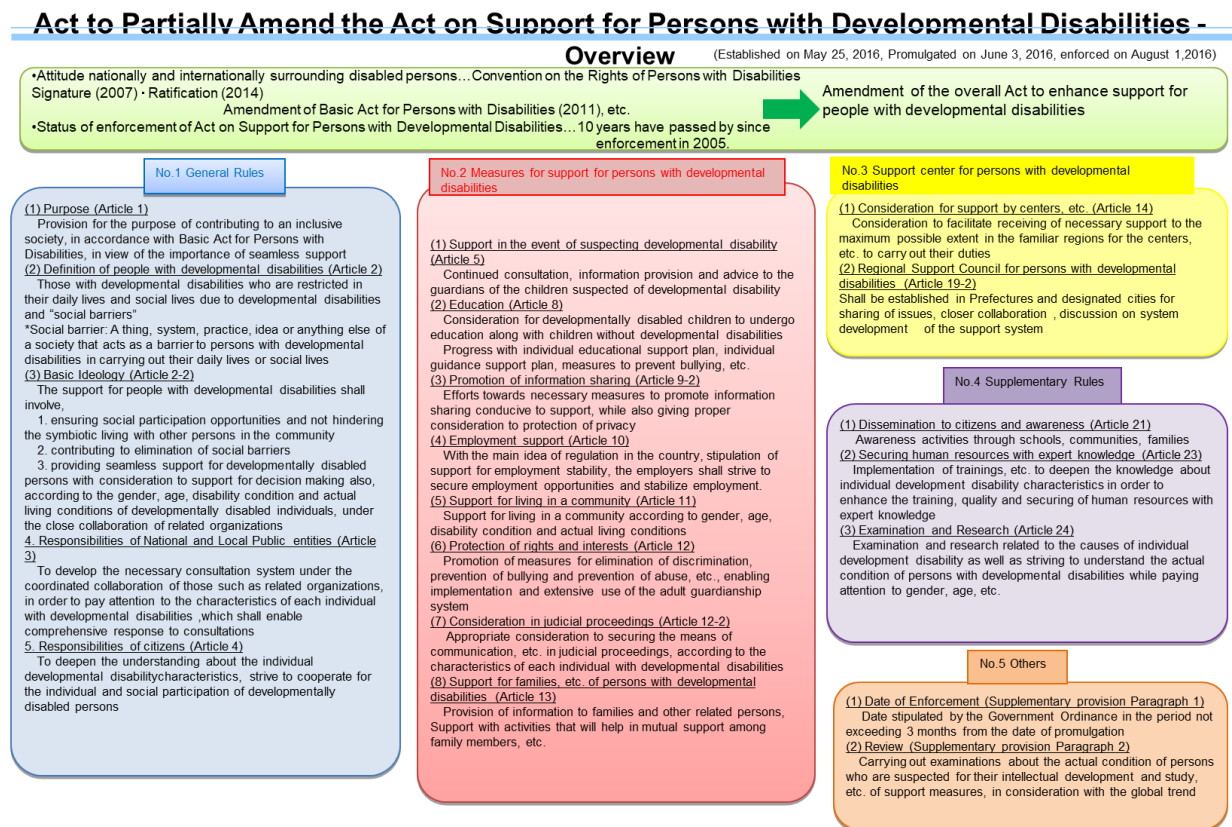 Act to Partially Amend the Act on Support for Persons with Developmental Disabilities -
Overview (Established on May 25, 2016, Promulgated on June 3, 2016, enforced on August 1,2016)
•Attitude nationally and internationally surrounding disabled persons…Convention on the Rights of Persons with Disabilities
Signature (2007)・Ratification (2014)
Amendment of Basic Act for Persons with Disabilities (2011), etc.
•Status of enforcement of Act on Support for Persons with Developmental Disabilities…10 years have passed by since
enforcement in 2005.
Amendment of the overall Act to enhance support for
people with developmental disabilities
No.1 General Rules
(1) Purpose (Article 1)
Provision for the purpose of contributing to an inclusive
society, in accordance with Basic Act for Persons with
Disabilities, in view of the importance of seamless support
(2) Definition of people with developmental disabilities (Article 2)
Those with developmental disabilities who are restricted in
their daily lives and social lives due to developmental disabilities
and "social barriers"
*Social barrier: A thing, system, practice, idea or anything else of
a society that acts as a barrier to persons with developmental
disabilities in carrying out their daily lives or social lives
(3) Basic Ideology (Article 2-2)
The support for people with developmental disabilities shall
involve,
1. ensuring social participation opportunities and not hindering
the symbiotic living with other persons in the community
2. contributing to elimination of social barriers
3. providing seamless support for developmentally disabled
persons with consideration to support for decision making also,
according to the gender, age, disability condition and actual
living conditions of developmentally disabled individuals, under
the close collaboration of related organizations
4. Responsibilities of National and Local Public entities (Article
3)
To develop the necessary consultation system under the
coordinated collaboration of those such as related organizations,
in order to pay attention to the characteristics of each individual
with developmental disabilities ,which shall enable
comprehensive response to consultations
5. Responsibilities of citizens (Article 4)
To deepen the understanding about the individual
developmental disabilitycharacteristics, strive to cooperate for
the individual and social participation of developmentally
disabled persons
No.2 Measures for support for persons with developmental
disabilities
(1) Support in the event of suspecting developmental disability
(Article 5)
Continued consultation, information provision and advice to the
guardians of the children suspected of developmental disability
(2) Education (Article 8)
Consideration for developmentally disabled children to undergo
education along with children without developmental disabilities
Progress with individual educational support plan, individual
guidance support plan, measures to prevent bullying, etc.
(3) Promotion of information sharing (Article 9-2)
Efforts towards necessary measures to promote information
sharing conducive to support, while also giving proper
consideration to protection of privacy
(4) Employment support (Article 10)
With the main idea of regulation in the country, stipulation of
support for employment stability, the employers shall strive to
secure employment opportunities and stabilize employment.
(5) Support for living in a community (Article 11)
Support for living in a community according to gender, age,
disability condition and actual living conditions
(6) Protection of rights and interests (Article 12)
Promotion of measures for elimination of discrimination,
prevention of bullying and prevention of abuse, etc., enabling
implementation and extensive use of the adult guardianship
system
(7) Consideration in judicial proceedings (Article 12-2)
Appropriate consideration to securing the means of
communication, etc. in judicial proceedings, according to the
characteristics of each individual with developmental disabilities
(8) Support for families, etc. of persons with developmental
disabilities (Article 13)
Provision of information to families and other related persons,
Support with activities that will help in mutual support among
family members, etc.
No.3 Support center for persons with developmental
disabilities
(1) Consideration for support by centers, etc. (Article 14)
Consideration to facilitate receiving of necessary support to the
maximum possible extent in the familiar regions for the centers,
etc. to carry out their duties
(2) Regional Support Council for persons with developmental
disabilities (Article 19-2)
Shall be established in Prefectures and designated cities for
sharing of issues, closer collaboration , discussion on system
development of the support system
No.4 Supplementary Rules
(1) Dissemination to citizens and awareness (Article 21)
Awareness activities through schools, communities, families
(2) Securing human resources with expert knowledge (Article 23)
Implementation of trainings, etc. to deepen the knowledge about
individual development disability characteristics in order to
enhance the training, quality and securing of human resources with
expert knowledge
(3) Examination and Research (Article 24)
Examination and research related to the causes of individual
development disability as well as striving to understand the actual
condition of persons with developmental disabilities while paying
attention to gender, age, etc.
No.5 Others
(1) Date of Enforcement (Supplementary provision Paragraph 1)
Date stipulated by the Government Ordinance in the period not
exceeding 3 months from the date of promulgation
(2) Review (Supplementary provision Paragraph 2)
Carrying out examinations about the actual condition of persons
who are suspected for their intellectual development and study,
etc. of support measures, in consideration with the global trend